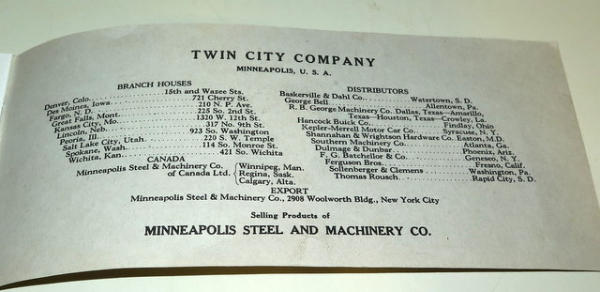 TWIN CITY COMPANY
MINNEAPOLIS, U. S. A.
BRANCH HOUSES
Denver, Colo. 15th and Wazee Sts.
Des Moines, Iowa 721 Cherry St.
Fargo, N. D. 210 N. P. Ave.
Great Falls, Mont. 225 So. 2nd St.
Kansas City, Mo. 1320 W. 12th St.
Lincoln, Neb. 317 No. 9th St.
Peoria, Ill. 923 So. Washington
Salt Lake City, Utah. 220 S. W. Temple
Spokane, Wash. 114 So. Monroe St.
Wichita, Kan. 421 So. Wichita
CANADA
Minneapolis Steel & Machinery Co. of Canada Ltd.
Winnipeg, Man.
Regina, Sask.
Calgary, Alta.
DISTRIBUTORS
Baskerville & Dahl Co. Watertown, S. D.
George Bell Allentown, Pa.
R. B. George Machinery Co. Dallas, Texas—Amarillo,
Texas—Houston, Texas—Crowley, La.
Hancock Buick Co. Findlay, Ohio
Kepler-Merrell Motor Car Co. Syracuse, N. Y.
Shannahan & Wrightson Hardware Co. Easton, M.D.
Southern Machinery Co. Atlanta, Ga.
Dulmage & Dunbar Phoenix, Ariz.
F. G. Batchellor & Co. Geneseo, N. Y.
Ferguson Bros. Fresno, Calif.
Sollenberger & Clemens Washington, Pa.
Thomas Rousch Rapid City, S. D.
EXPORT
Minneapolis Steel & Machinery Co., 2908 Woolworth Bldg., New York City
Selling Products of
MINNEAPOLIS STEEL AND MACHINERY CO.